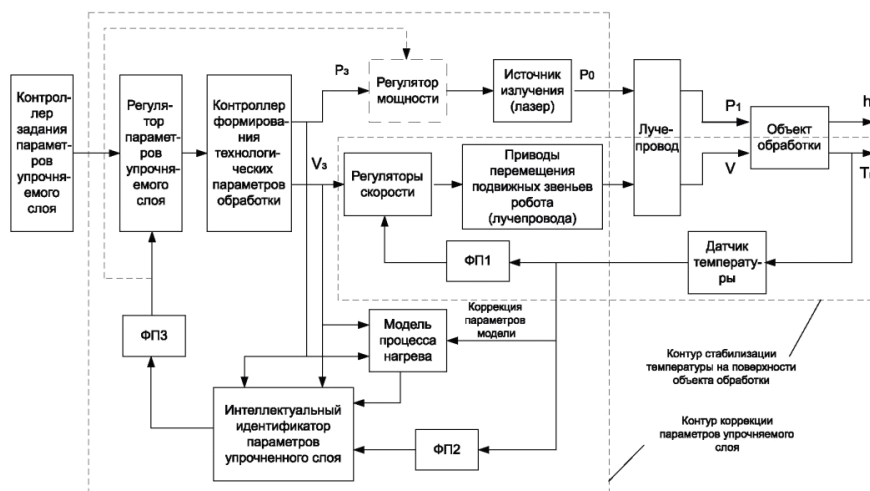 Контрол-
лер
задания
парамет-
ров
упрочня-
емого
слоя
Регуля-
тор
парамет-
ров
упрочня-
емого
слоя
Контроллер
формирова-
ния
технологи-
ческих
параметров
обработки
Pз
Vз
Регулятор
мощности
Источник
излучения
(лазер)
P0
Регуляторы
скорости
Приводы
перемещения
подвижных звеньев
робота
(лучепровода)
Луче-
провод
P1
V
Объект
обработки
h
T
ФП1
Датчик
температу-
ры
ФП3
Модель
процесса
нагрева
Коррекция
параметров
модели
Интеллектуальный
идентификатор
параметров
упрочненного слоя
ФП2
Контур стабилизации
температуры на поверхности
объекта обработки
Контур коррекции
параметров упрочняемого
слоя